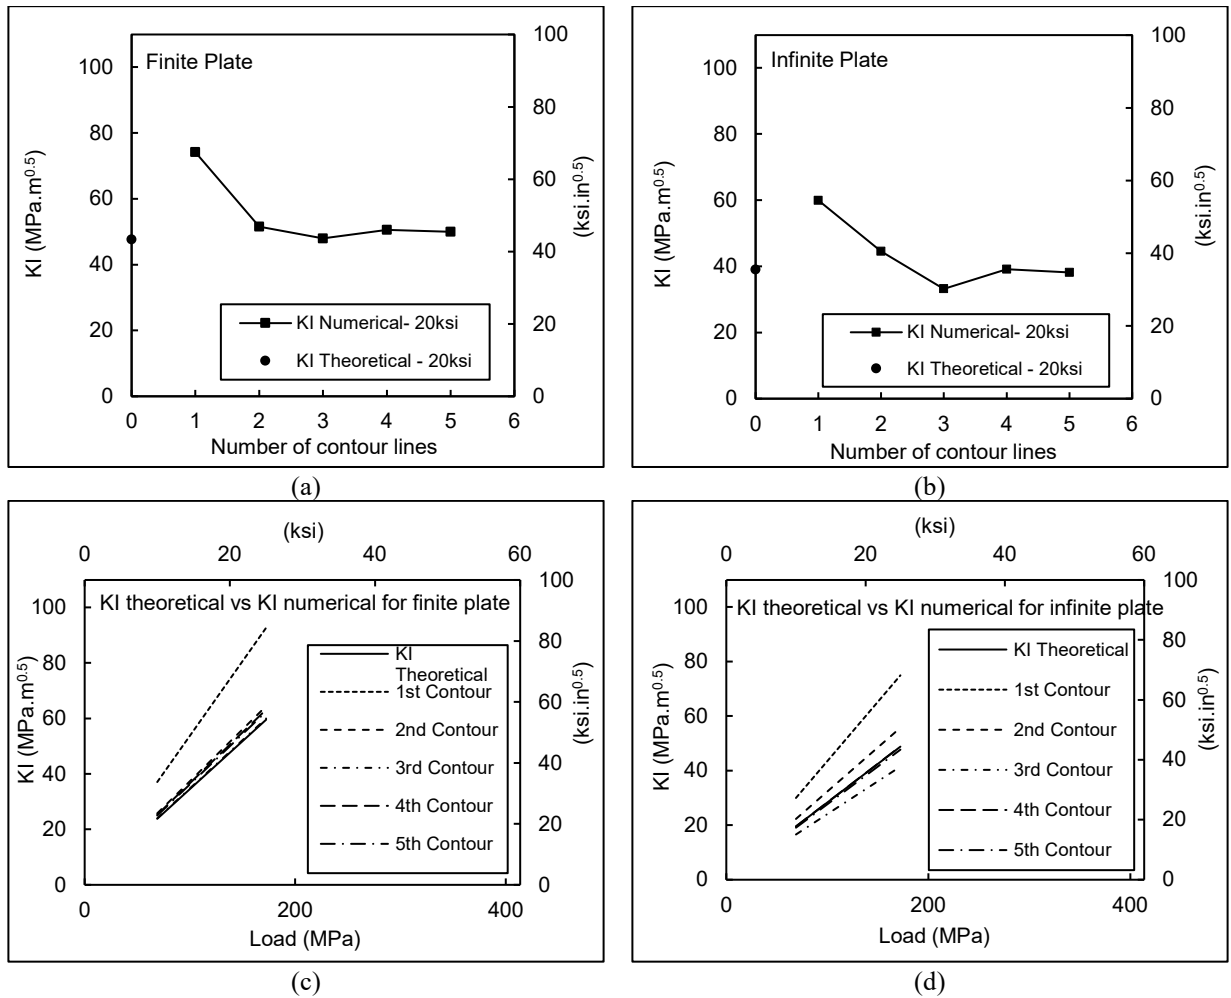 Finite Plate
100
80
60
40
20
0
KI (MPa.m0.5)
100
80
60
40
20
0
(ksi.in0.5)
KI Numerical- 20ksi
KI Theoretical - 20ksi
0 1 2 3 4 5 6
Number of contour lines
(a)
Infinite Plate
100
80
60
40
20
0
KI (MPa.m0.5)
100
80
60
40
20
0
(ksi.in0.5)
KI Numerical- 20ksi
KI Theoretical - 20ksi
0 1 2 3 4 5 6
Number of contour lines
(b)
(ksi)
0 20 40 60
KI theoretical vs KI numerical for finite plate
100
80
60
40
20
0
KI (MPa.m0.5)
100
80
60
40
20
0
(ksi.in0.5)
KI
Theoretical
1st Contour
2nd Contour
3rd Contour
4th Contour
5th Contour
0 200 400
Load (MPa)
(c)
(ksi)
0 20 40 60
KI theoretical vs KI numerical for infinite plate
100
80
60
40
20
0
KI (MPa.m0.5)
100
80
60
40
20
0
(ksi.in0.5)
KI Theoretical
1st Contour
2nd Contour
3rd Contour
4th Contour
5th Contour
0 200 400
Load (MPa)
(d)